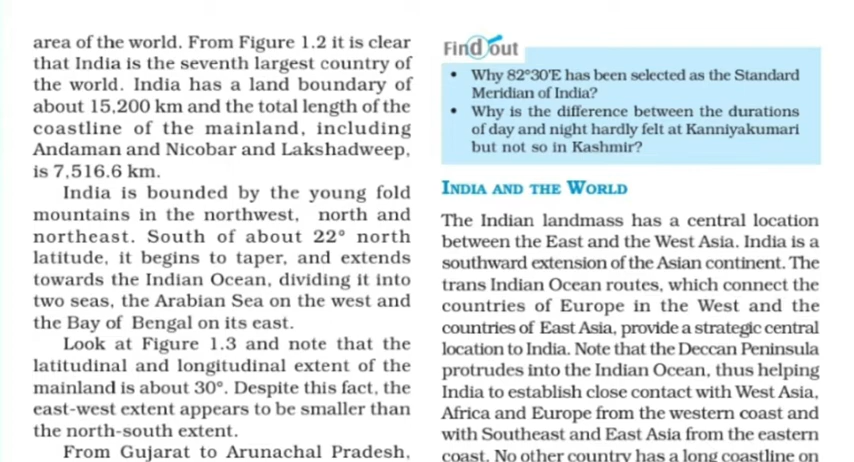 area of the world. From Figure 1.2 it is clear
that India is the seventh largest country of
the world. India has a land boundary of
about 15,200 km and the total length of the
coastline of the mainland, including
Andaman and Nicobar and Lakshadweep,
is 7,516.6 km.
India is bounded by the young fold
mountains in the northwest, north and
northeast. South of about 22° north
latitude, it begins to taper, and extends
towards the Indian Ocean, dividing it into
two seas, the Arabian Sea on the west and
the Bay of Bengal on its east.
Look at Figure 1.3 and note that the
latitudinal and longitudinal extent of the
mainland is about 30°. Despite this fact, the
east-west extent appears to be smaller than
the north-south extent.
From Gujarat to Arunachal Pradesh,
Find out
• Why 82°30'E has been selected as the Standard
Meridian of India?
• Why is the difference between the durations
of day and night hardly felt at Kanniyakumari
but not so in Kashmir?
INDIA AND THE WORLD
The Indian landmass has a central location
between the East and the West Asia. India is a
southward extension of the Asian continent. The
trans Indian Ocean routes, which connect the
countries of Europe in the West and the
countries of East Asia, provide a strategic central
location to India. Note that the Deccan Peninsula
protrudes into the Indian Ocean, thus helping
India to establish close contact with West Asia,
Africa and Europe from the western coast and
with Southeast and East Asia from the eastern
coast. No other country has a long coastline on